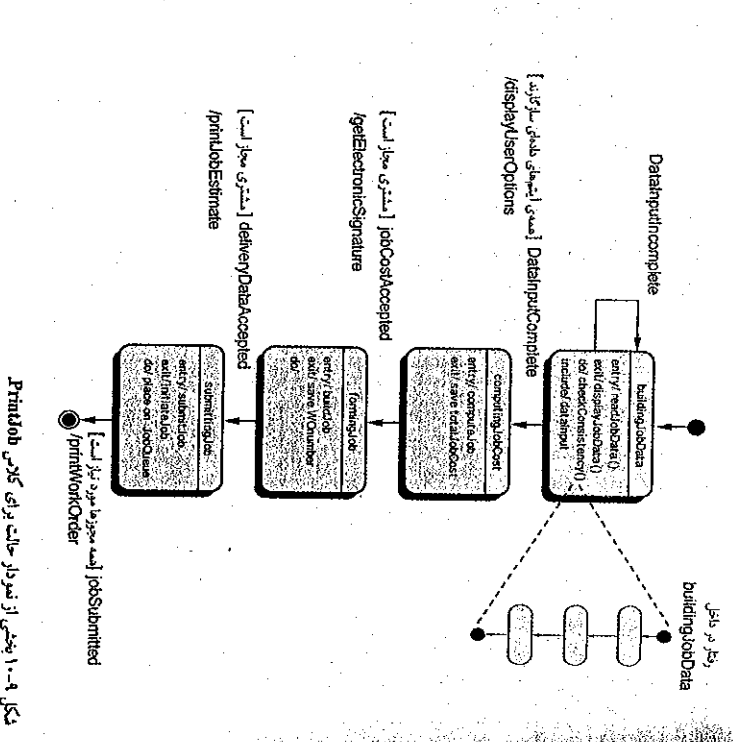 رفتار در داخل
buildingJobData
DataInputIncomplete
buildingJobData
entry/ readJobData()
exit/ displayJobData()
do/ checkConsistency()
include/ dataInput
[همه‌ی آیتم‌های داده‌ای سازگارند] DataInputComplete
/displayUserOptions
computingJobCost
entry/ computeJob
exit/ save totalJobCost
[مشتری مجاز است] jobCostAccepted
/getElectronicSignature
formingJob
entry/ buildJob
exit/ save WOnumber
do/
[مشتری مجاز است] deliveryDataAccepted
/printJobEstimate
submittingJob
entry/ submitJob
exit/ initiateJob
do/ place on JobQueue
[همه مجوزها مورد نیاز است] jobSubmitted
/printWorkOrder
شکل ۹-۱۰ بخشی از نمودار حالت برای کلاس PrintJob.